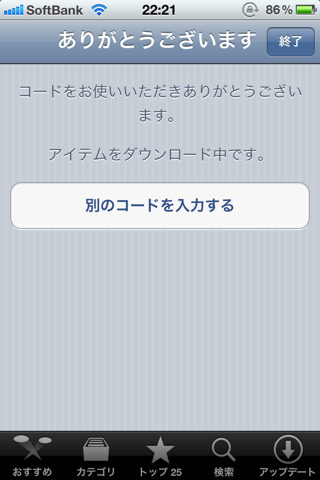 SoftBank 22:21 86%
ありがとうございます 終了
コードをお使いいただきありがとうござい
ます。
アイテムをダウンロード中です。
別のコードを入力する
おすすめ カテゴリ トップ 25 検索 アップデート